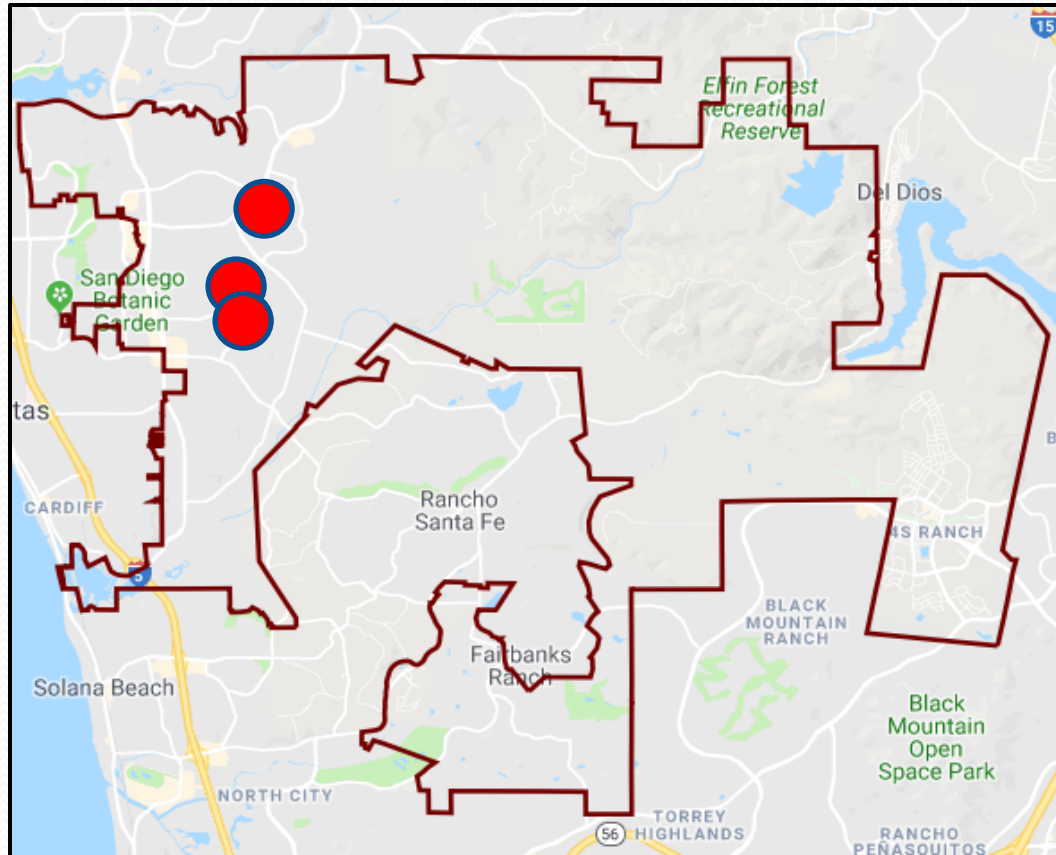 15
Elfin Forest
Recreational
Reserve
Del Dios
San Diego
Botanic
Garden
tas
B
Rancho
Santa Fe
CARDIFF
4S RANCH
5
BLACK
MOUNTAIN
RANCH
Fairbanks
Ranch
Solana Beach
Black
Mountain
Open
Space Park
NORTH CITY
TORREY
HIGHLANDS
56
RANCHO
PEÑASQUITOS